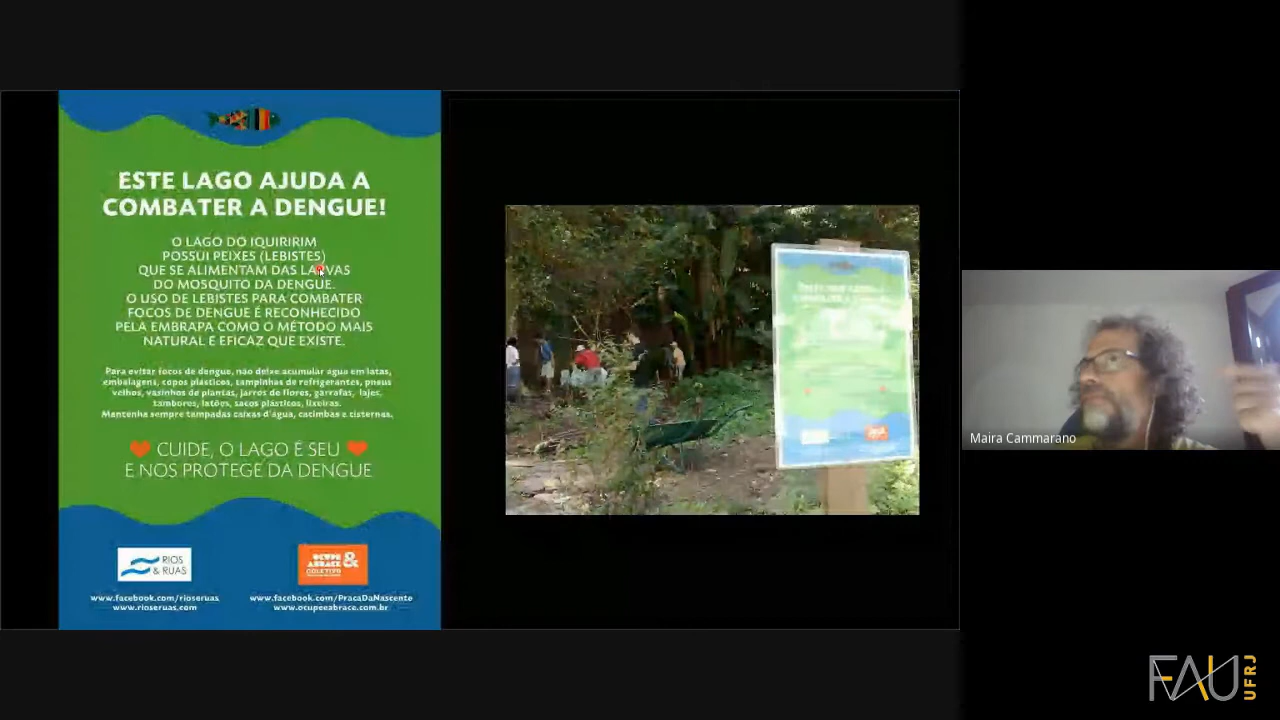 ESTE LAGO AJUDA A
COMBATER A DENGUE!
O LAGO DO IQUIRIRIM
POSSUI PEIXES (LEBISTES)
QUE SE ALIMENTAM DAS LARVAS
DO MOSQUITO DA DENGUE.
O USO DE LEBISTES PARA COMBATER
FOCOS DE DENGUE É RECONHECIDO
PELA EMBRAPA COMO O MÉTODO MAIS
NATURAL E EFICAZ QUE EXISTE.
Para evitar focos de dengue, não deixe acumular água em latas,
embalagens, copos plásticos, tampinhas de refrigerantes, pneus
velhos, vasinhos de plantas, jarros de flores, garrafas, lajes,
tambores, latões, sacos plásticos, lixeiras.
Mantenha sempre tampadas caixas d'água, cacimbas e cisternas.
CUIDE, O LAGO É SEU
E NOS PROTEGE DA DENGUE
RIOS
& RUAS
OCUPE &
ABRACE
COLETIVO
www.facebook.com/rioseruas
www.rioseruas.com
www.facebook.com/PracaDaNascente
www.ocupeeabrace.com.br
Maira Cammarano
FAU UFRJ